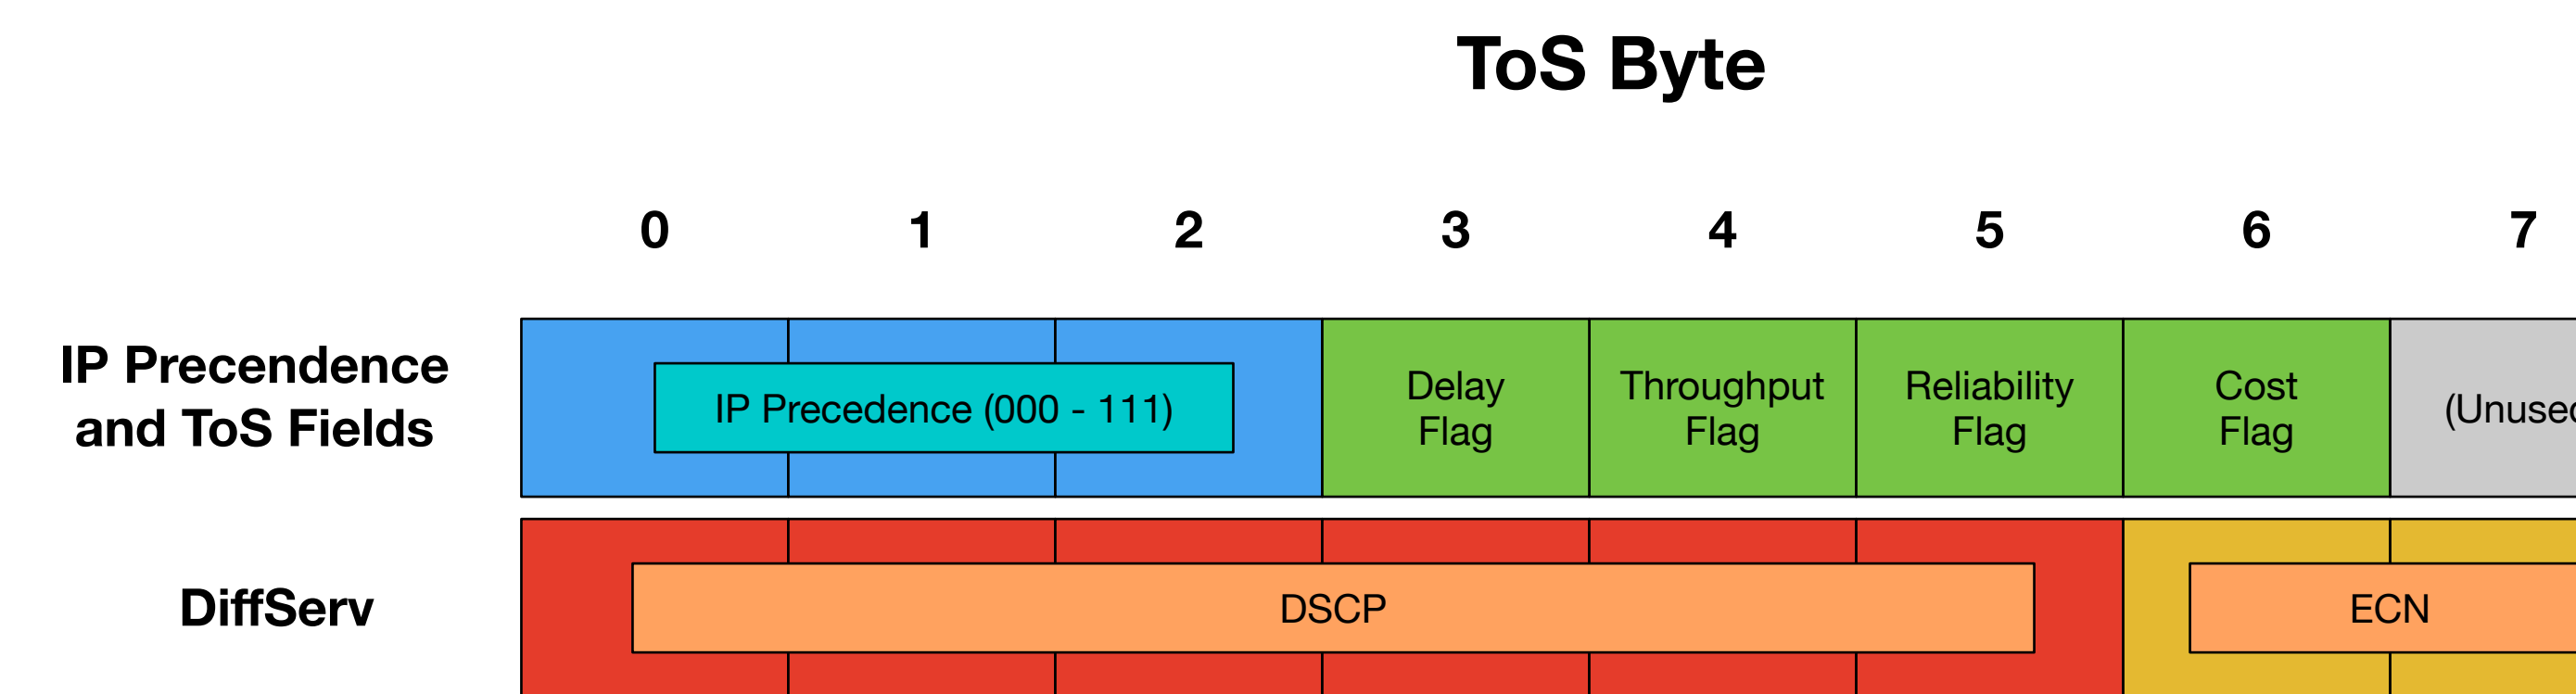 ToS Byte
0 1 2 3 4 5 6 7
IP Precendence
and ToS Fields
IP Precedence (000 - 111)
Delay
Flag
Throughput
Flag
Reliability
Flag
Cost
Flag
(Unused
DiffServ
DSCP
ECN